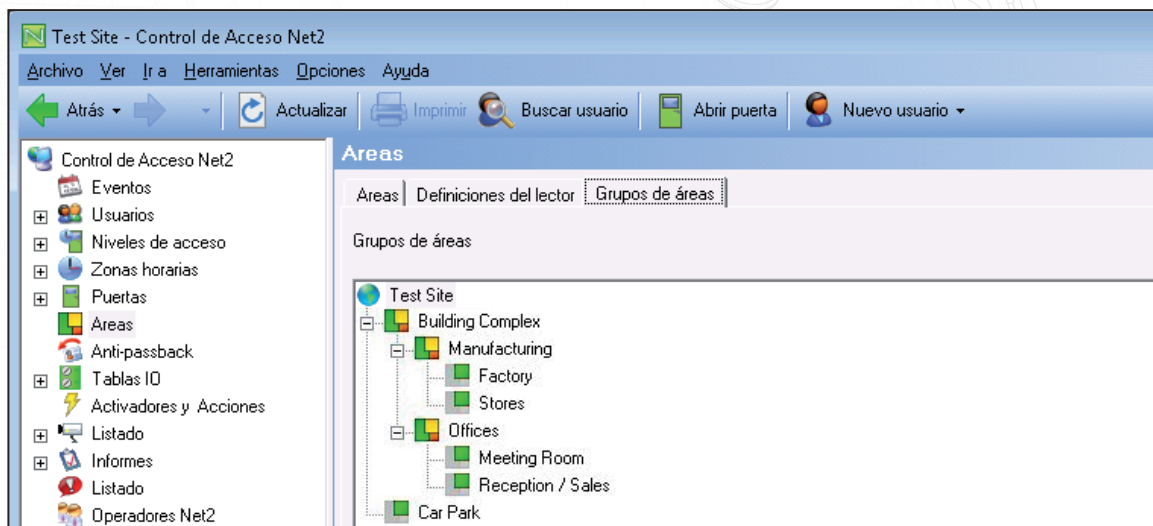 Test Site - Control de Acceso Net2
Archivo Ver Ir a Herramientas Opciones Ayuda
Atrás Actualizar Imprimir Buscar usuario Abrir puerta Nuevo usuario
Control de Acceso Net2
Eventos
Usuarios
Niveles de acceso
Zonas horarias
Puertas
Areas
Anti-passback
Tablas IO
Activadores y Acciones
Listado
Informes
Listado
Operadores Net2
Areas
Areas Definiciones del lector Grupos de áreas
Grupos de áreas
Test Site
Building Complex
Manufacturing
Factory
Stores
Offices
Meeting Room
Reception / Sales
Car Park